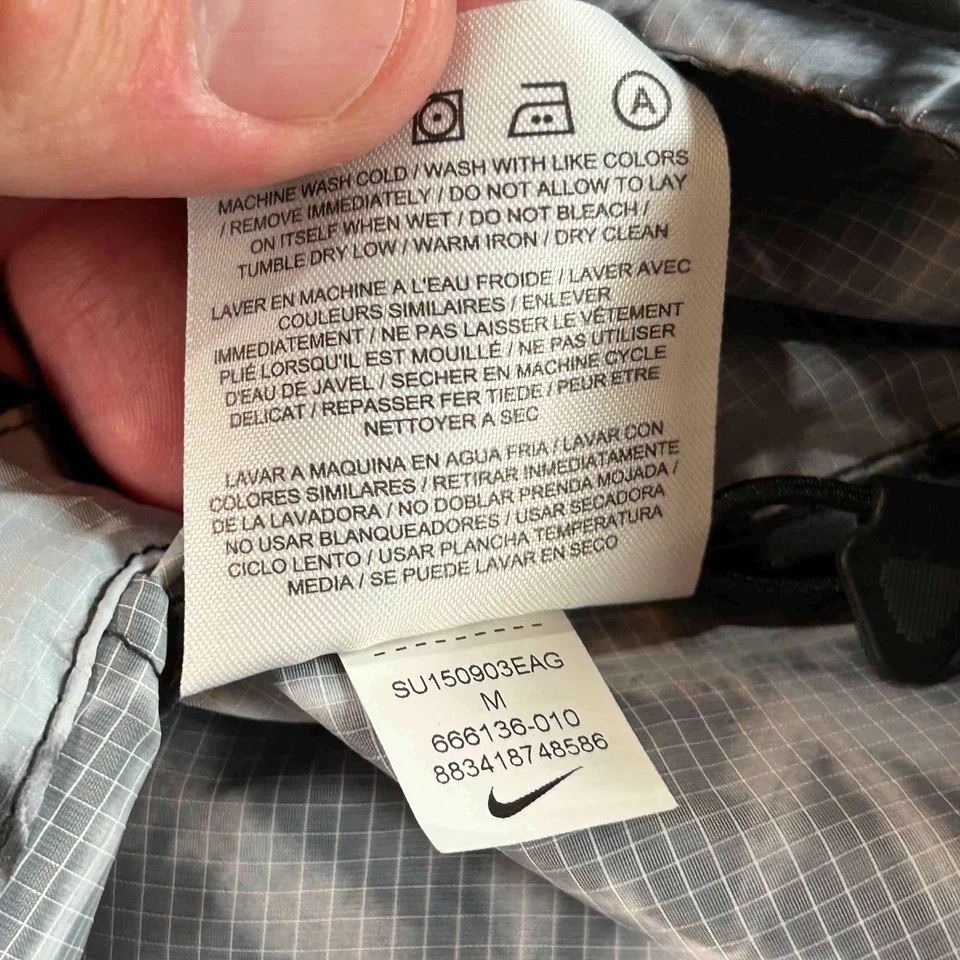 A
MACHINE WASH COLD / WASH WITH LIKE COLORS
/ REMOVE IMMEDIATELY / DO NOT ALLOW TO LAY
ON ITSELF WHEN WET / DO NOT BLEACH /
TUMBLE DRY LOW / WARM IRON / DRY CLEAN
LAVER EN MACHINE A L'EAU FROIDE / LAVER AVEC
COULEURS SIMILAIRES / ENLEVER
IMMEDIATEMENT / NE PAS LAISSER LE VÊTEMENT
PLIÉ LORSQU'IL EST MOUILLÉ / NE PAS UTILISER
D'EAU DE JAVEL / SECHER EN MACHINE CYCLE
DELICAT / REPASSER FER TIEDE / PEUR ETRE
NETTOYER A SEC
LAVAR A MAQUINA EN AGUA FRIA / LAVAR CON
COLORES SIMILARES / RETIRAR INMEDIATAMENTE
DE LA LAVADORA / NO DOBLAR PRENDA MOJADA /
NO USAR BLANQUEADORES / USAR SECADORA
CICLO LENTO / USAR PLANCHA TEMPERATURA
MEDIA / SE PUEDE LAVAR EN SECO
SU150903EAG
M
666136-010
883418748586